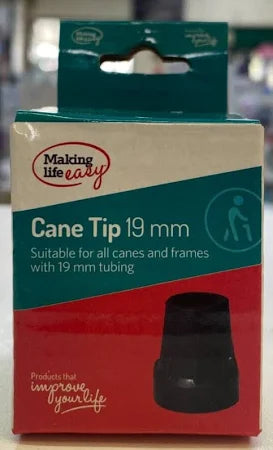 Making
life easy
Cane Tip 19 mm
Suitable for all canes and frames
with 19 mm tubing
Products that
improve
your life